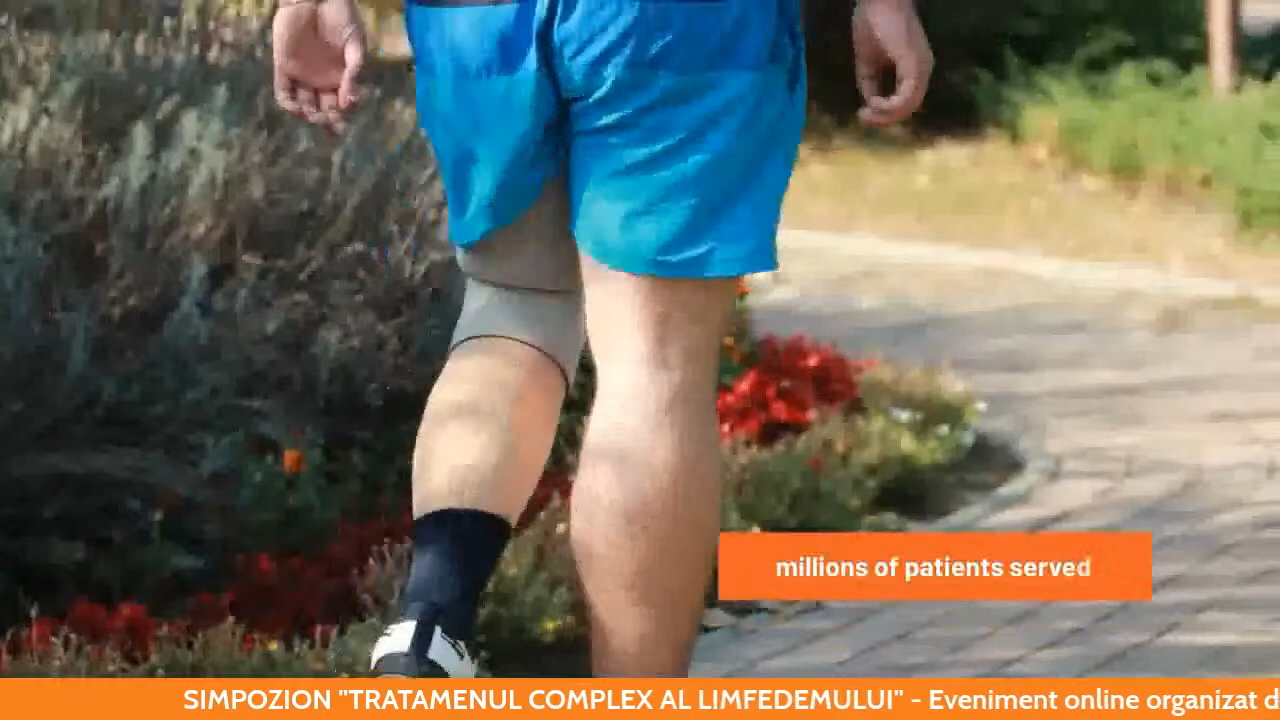 millions of patients served
SIMPOZION "TRATAMENUL COMPLEX AL LIMFEDEMULUI" - Eveniment online organizat d